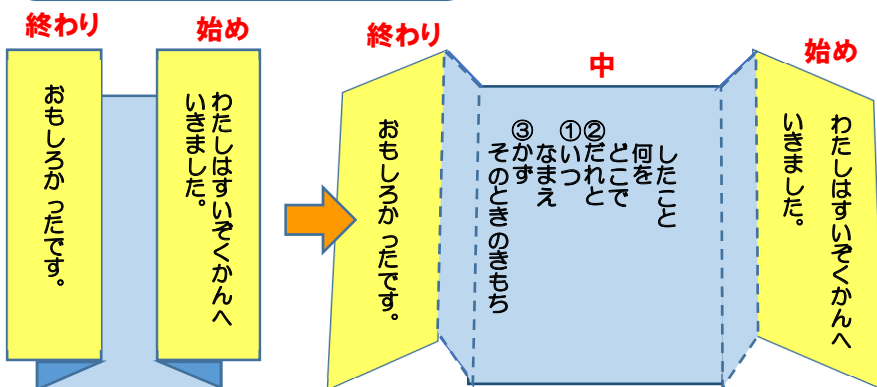 始め
わたしはすいぞくかんへ
いきました。
終わり
おもしろかったです。
始め
わたしはすいぞくかんへ
いきました。
中
したこと
何を
どこで
②だれと
①いつ
なまえ
③かず
そのときのきもち
終わり
おもしろかったです。